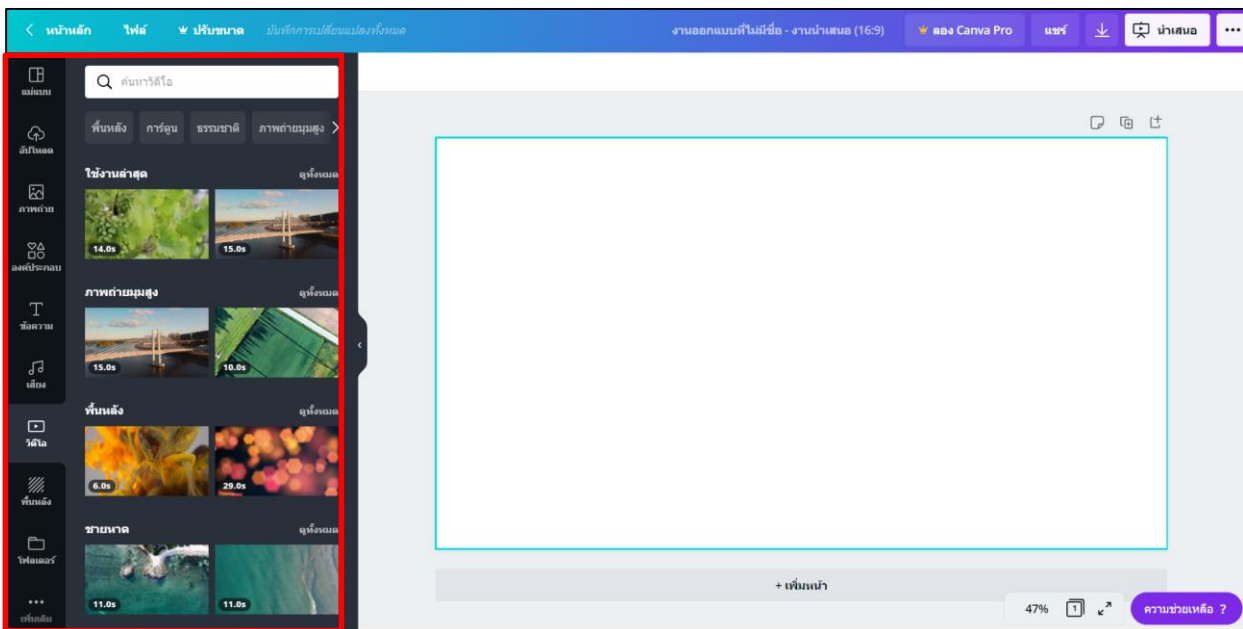 หน้าหลัก ไฟล์ ปรับขนาด บันทึกการเปลี่ยนแปลงทั้งหมด งานออกแบบที่ไม่มีชื่อ - งานนำเสนอ (16:9) ลอง Canva Pro แชร์ นำเสนอ
แม่แบบ
อัปโหลด
ภาพถ่าย
องค์ประกอบ
ข้อความ
เสียง
วิดีโอ
พื้นหลัง
โฟลเดอร์
เพิ่มเติม
ค้นหาวิดีโอ
พื้นหลัง การ์ตูน ธรรมชาติ ภาพถ่ายมุมสูง
ใช้งานล่าสุด ดูทั้งหมด
14.0s 15.0s
ภาพถ่ายมุมสูง ดูทั้งหมด
15.0s 10.0s
พื้นหลัง ดูทั้งหมด
6.0s 29.0s
ชายหาด ดูทั้งหมด
11.0s 11.0s
+ เพิ่มหน้า
47% 1 ความช่วยเหลือ ?